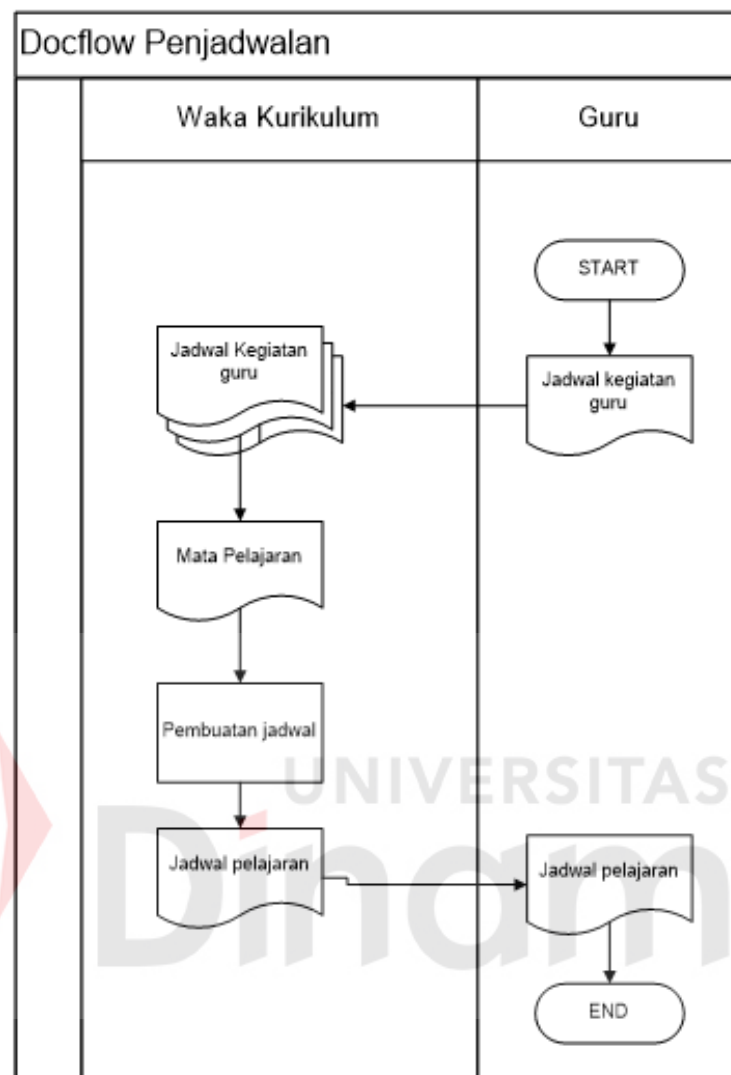 Docflow Penjadwalan
Waka Kurikulum
Guru
START
Jadwal Kegiatan
guru
Jadwal kegiatan
guru
Mata Pelajaran
Pembuatan jadwal
UNIVERSITAS
Dinam
Jadwal pelajaran
Jadwal pelajaran
END